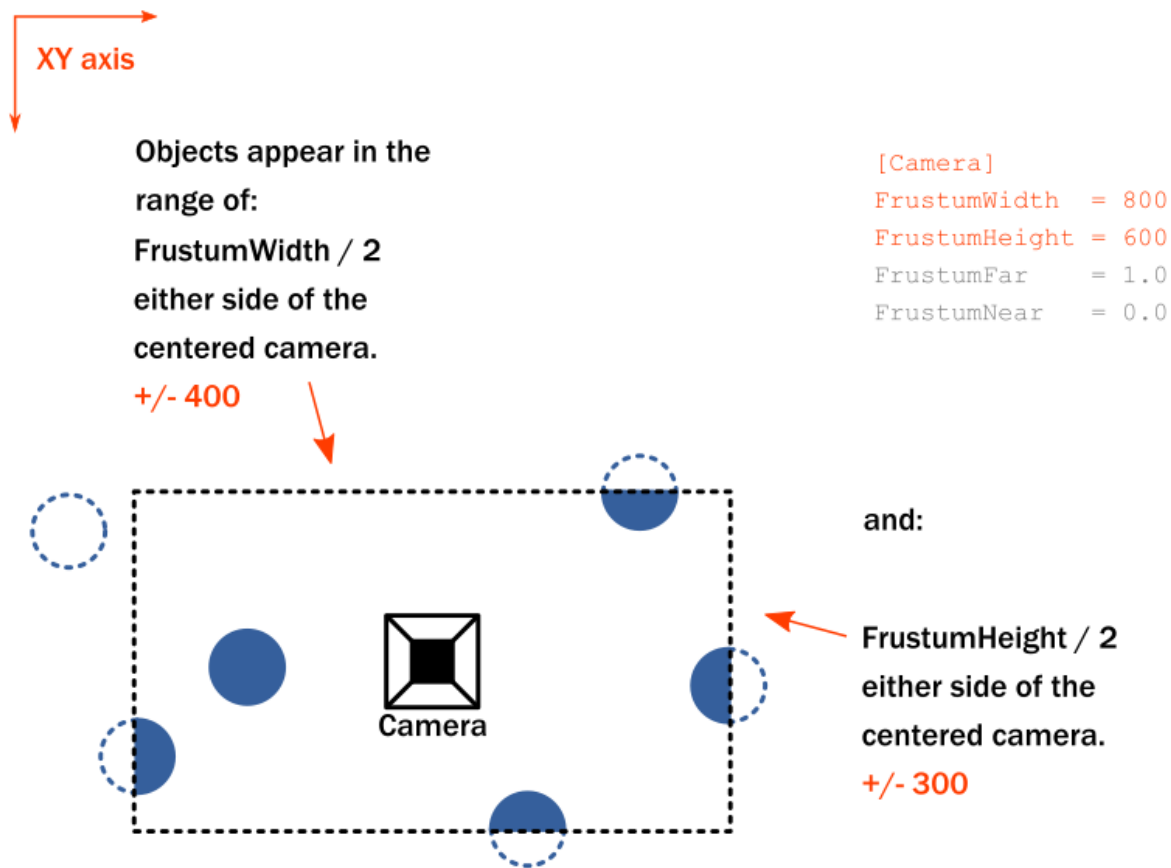 XY axis
Objects appear in the
range of:
FrustumWidth / 2
either side of the
centered camera.
+/- 400
[Camera]
FrustumWidth  = 800
FrustumHeight = 600
FrustumFar    = 1.0
FrustumNear   = 0.0
and:
FrustumHeight / 2
either side of the
centered camera.
+/- 300
Camera